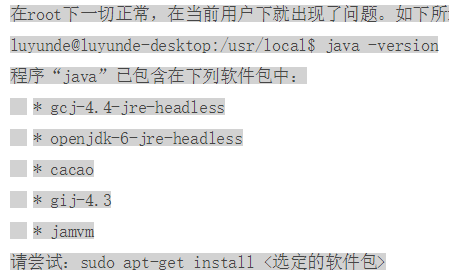 在root下一切正常，在当前用户下就出现了问题。如下所
luyunde@luyunde-desktop:/usr/local$ java -version
程序“java”已包含在下列软件包中：
* gcj-4.4-jre-headless
* openjdk-6-jre-headless
* cacao
* gij-4.3
* jamvm
请尝试：sudo apt-get install <选定的软件包>